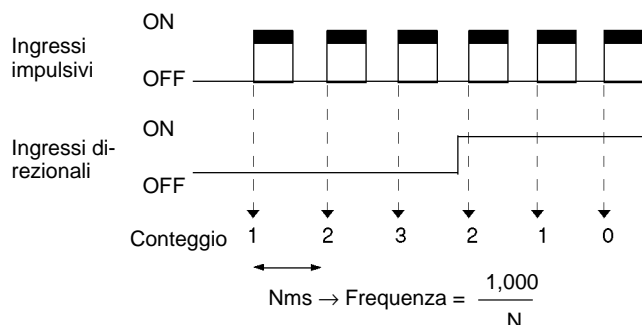 ON
Ingressi
impulsivi
OFF
ON
Ingressi di-
rezionali
OFF
Conteggio 1 2 3 2 1 0
Nms → Frequenza = 1,000
N